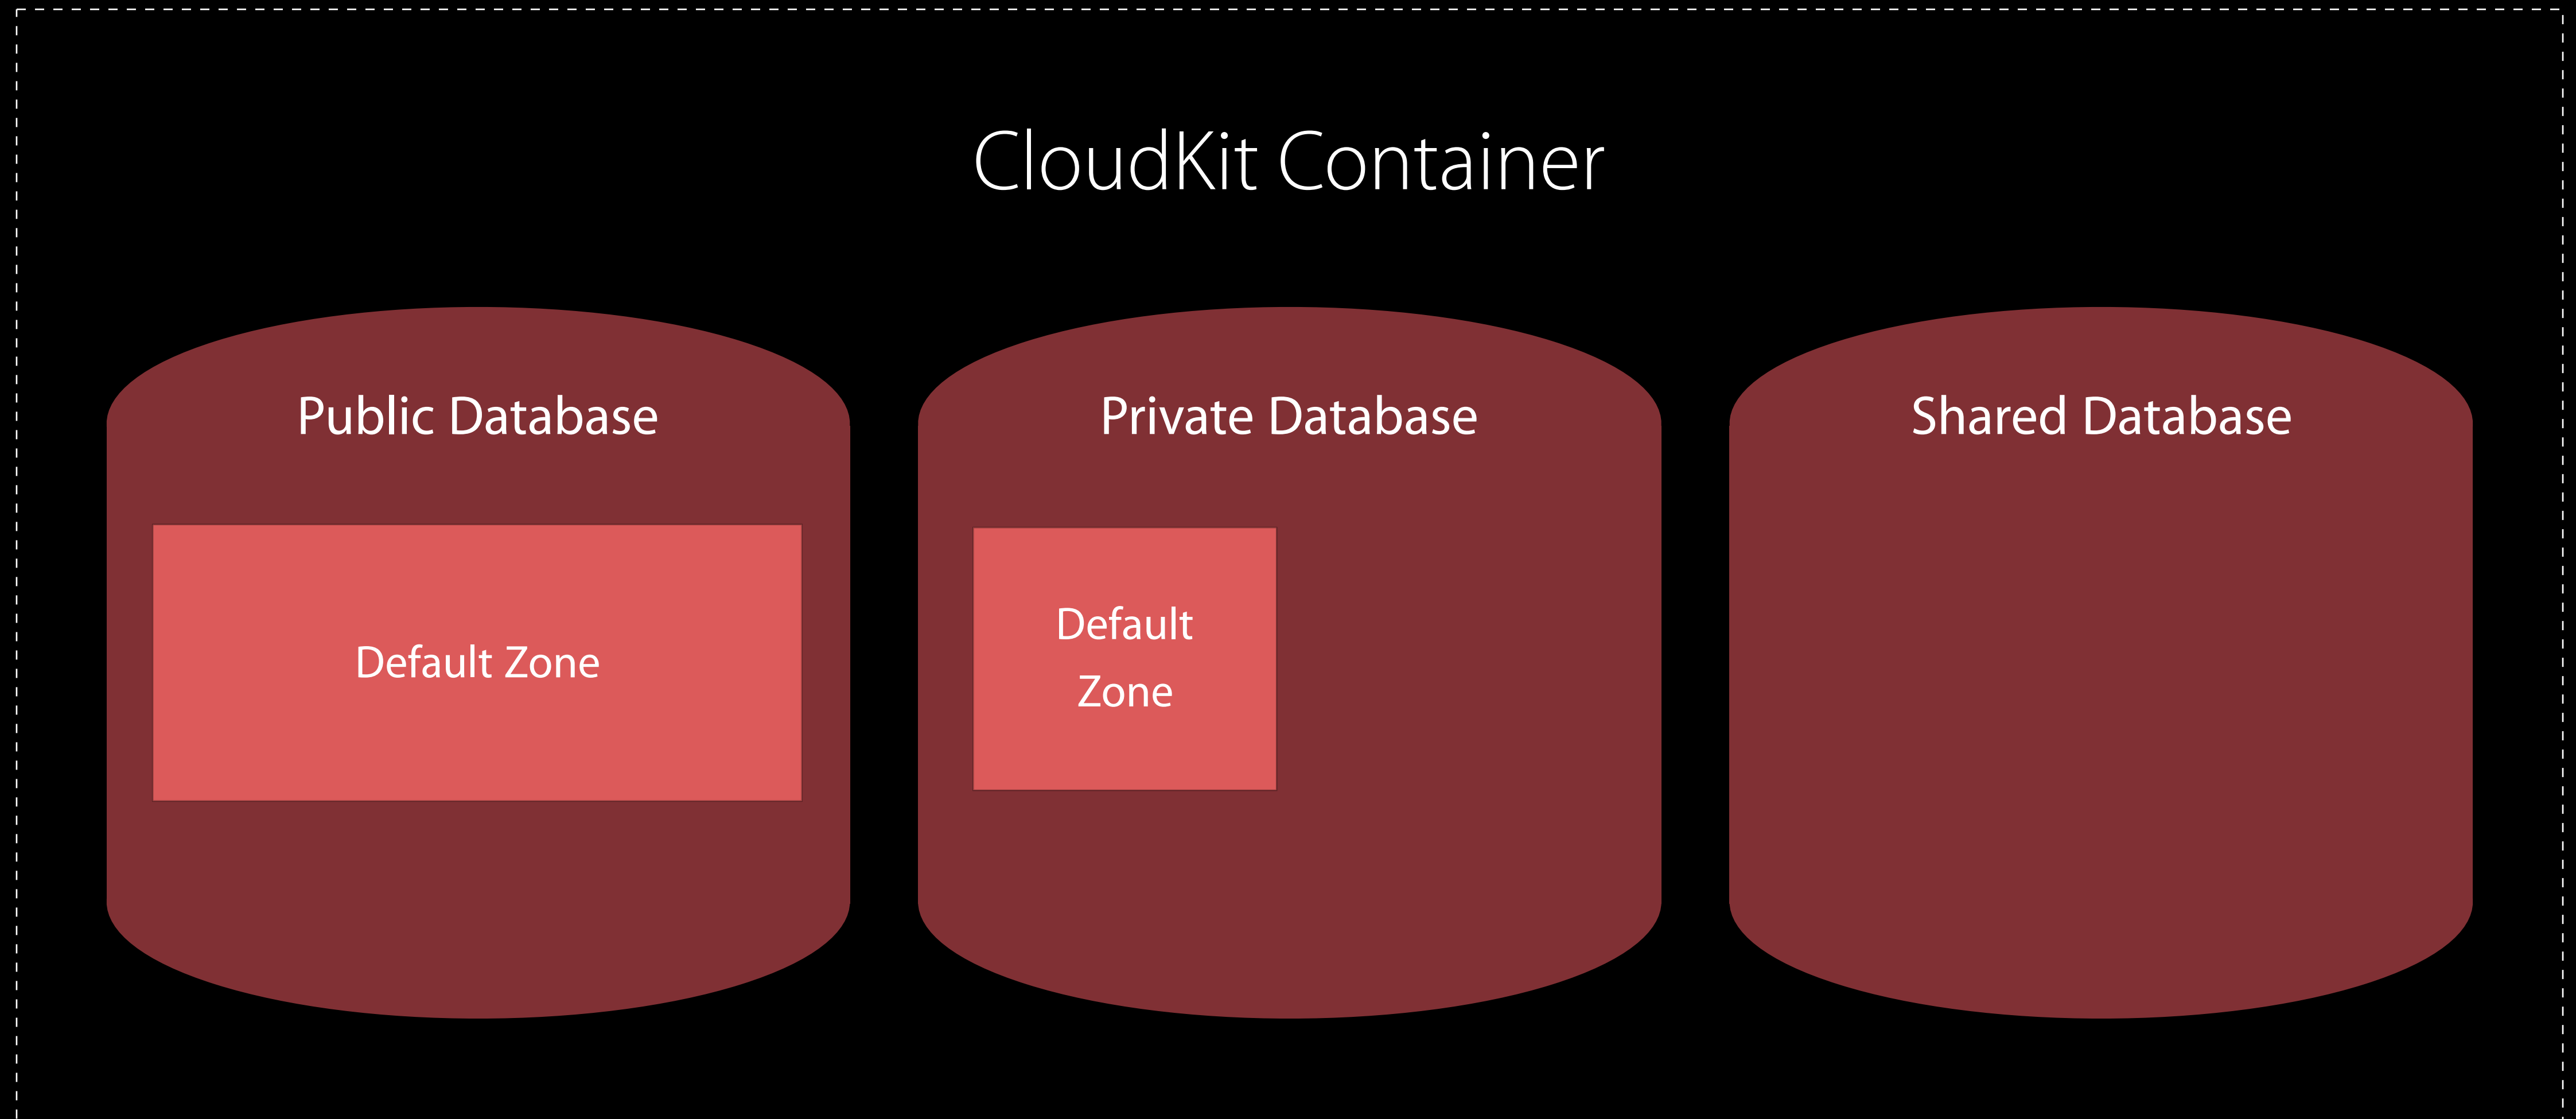 CloudKit Container
Public Database
Private Database
Shared Database
Default Zone
Default
Zone